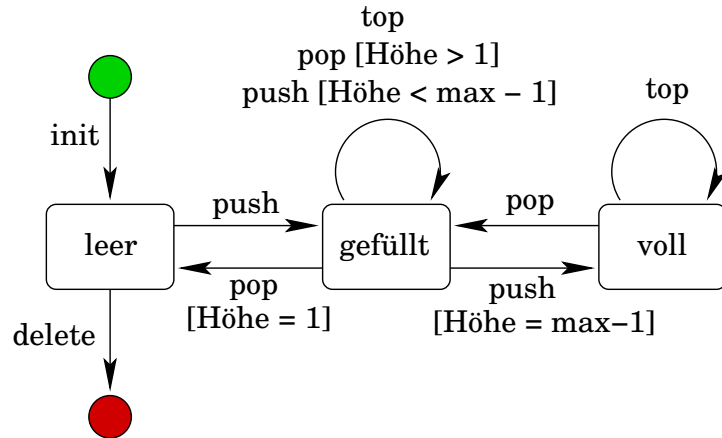 top
pop [Höhe > 1]
push [Höhe < max – 1]
top
init
push
pop
leer
gefüllt
voll
pop
[Höhe = 1]
push
[Höhe = max–1]
delete